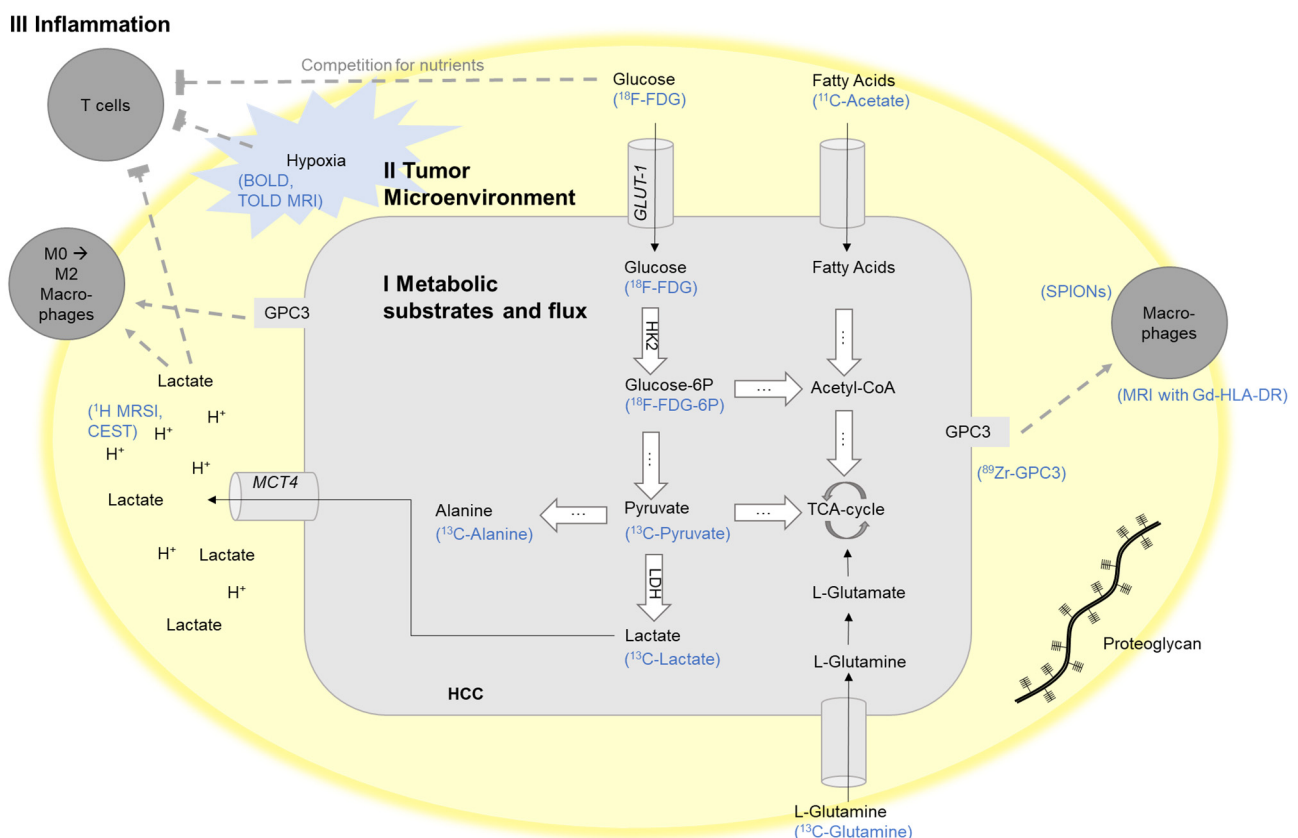 III Inflammation
T cells
Competition for nutrients
Glucose
(¹⁸F-FDG)
Fatty Acids
(¹¹C-Acetate)
Hypoxia
(BOLD,
TOLD MRI)
II Tumor
Microenvironment
GLUT-1
M0 →
M2
Macro-
phages
GPC3
I Metabolic
substrates and flux
Glucose
(¹⁸F-FDG)
Fatty Acids
(SPIONs)
Macro-
phages
(MRI with Gd-HLA-DR)
HK2
...
Lactate
(¹H MRSI,
CEST)
H⁺
H⁺
H⁺
H⁺
Glucose-6P
(¹⁸F-FDG-6P)
...
Acetyl-CoA
GPC3
(⁸⁹Zr-GPC3)
...
...
MCT4
Lactate
Alanine
(¹³C-Alanine)
...
Pyruvate
(¹³C-Pyruvate)
...
TCA-cycle
H⁺
Lactate
H⁺
Lactate
LDH
L-Glutamate
Lactate
(¹³C-Lactate)
L-Glutamine
Proteoglycan
HCC
L-Glutamine
(¹³C-Glutamine)